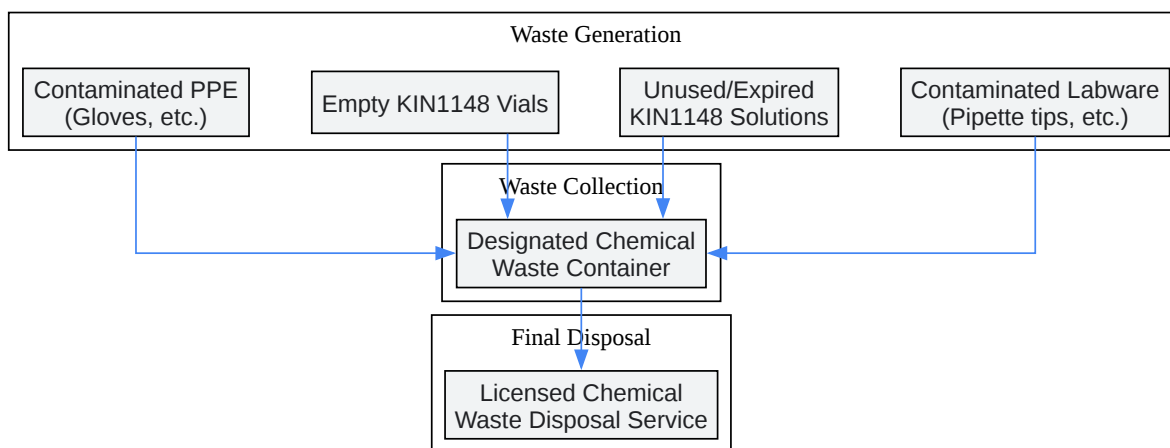 Waste Generation
Contaminated PPE
(Gloves, etc.)
Empty KIN1148 Vials
Unused/Expired
KIN1148 Solutions
Contaminated Labware
(Pipette tips, etc.)
Waste Collection
Designated Chemical
Waste Container
Final Disposal
Licensed Chemical
Waste Disposal Service